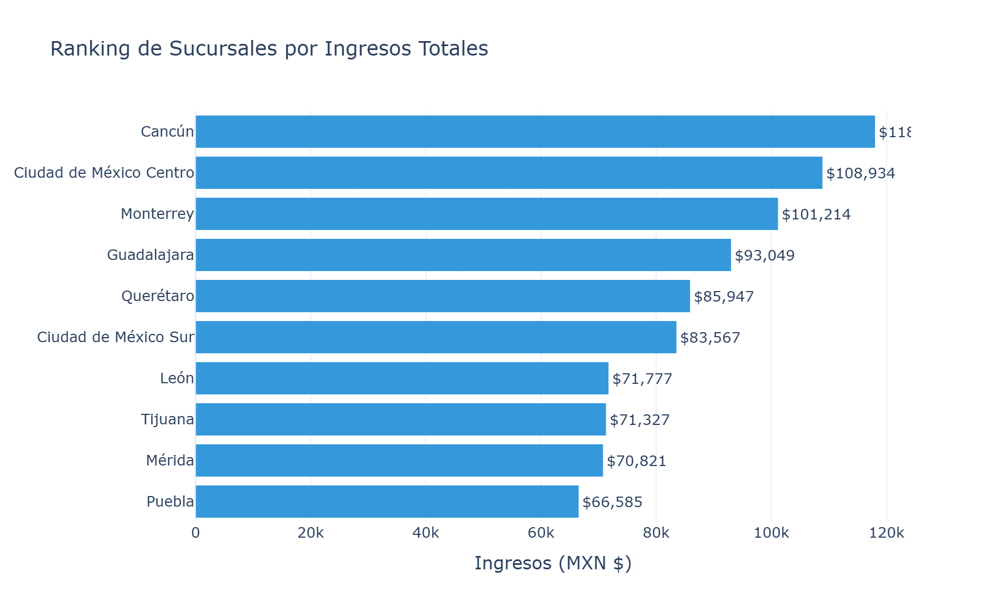 Ranking de Sucursales por Ingresos Totales
Cancún $118
Ciudad de México Centro $108,934
Monterrey $101,214
Guadalajara $93,049
Querétaro $85,947
Ciudad de México Sur $83,567
León $71,777
Tijuana $71,327
Mérida $70,821
Puebla $66,585
0 20k 40k 60k 80k 100k 120k
Ingresos (MXN $)